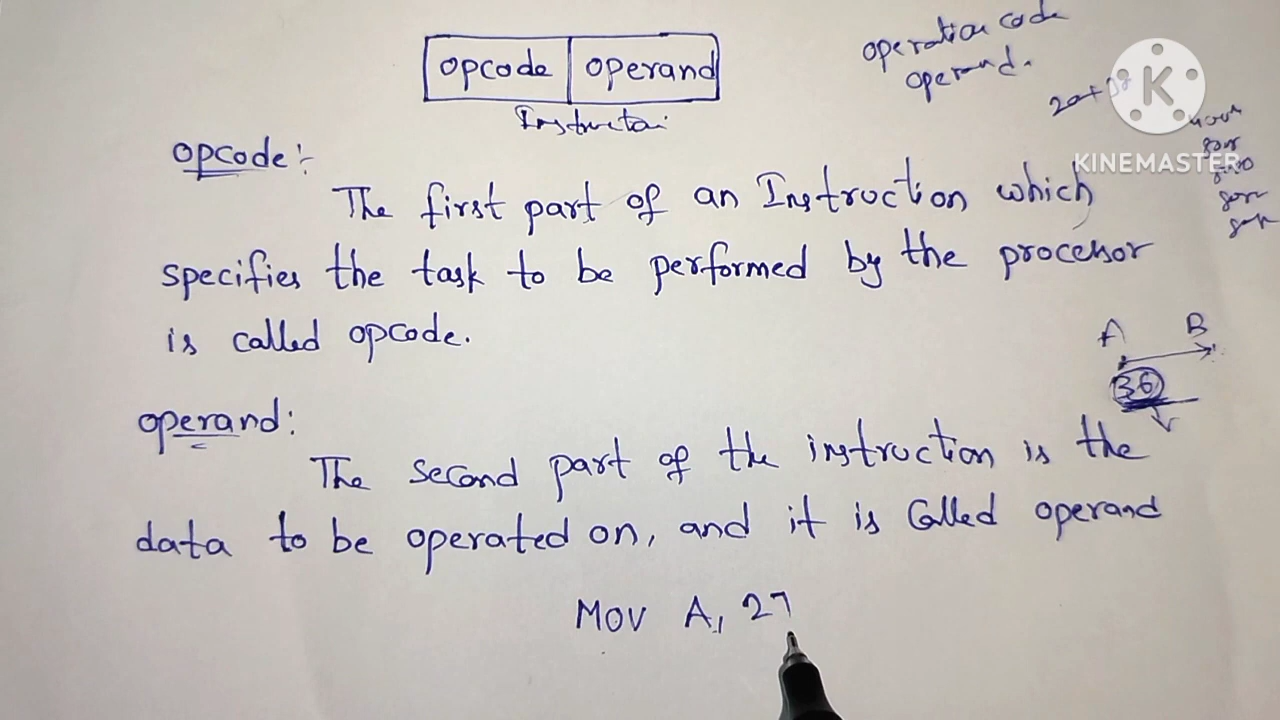 opcode operand
Instructoi
operation code
operand.
20+
KINEMASTER
opcode:-
The first part of an Instruction which
specifies the task to be performed by the processor
is called opcode.
A B
36
operand:
The second part of the instruction is the
data to be operated on, and it is called operand
MOV A, 27